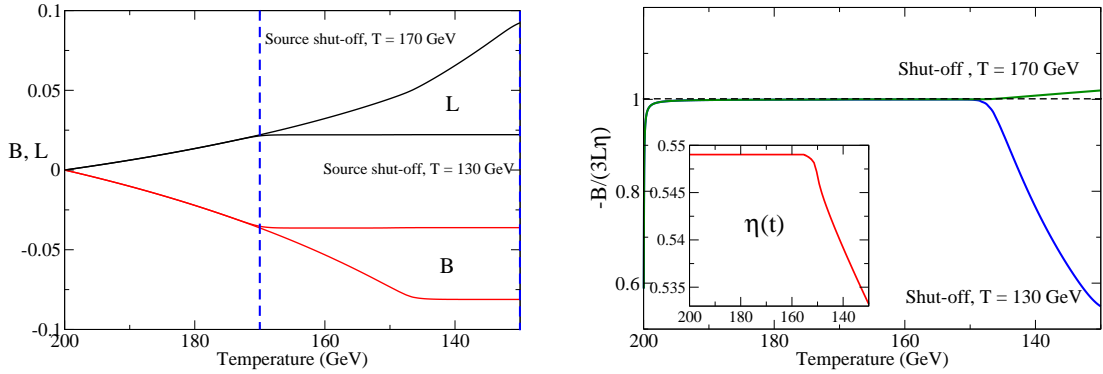 0.1
0.05
0
-0.05
-0.1
B, L
Source shut-off, T = 170 GeV
L
Source shut-off, T = 130 GeV
B
200
180
160
140
Temperature (GeV)
-B/(3Lη)
1
0.8
0.6
Shut-off , T = 170 GeV
0.55
0.545
0.54
0.535
η(t)
200
180
160
140
Shut-off, T = 130 GeV
200
180
160
140
Temperature (GeV)